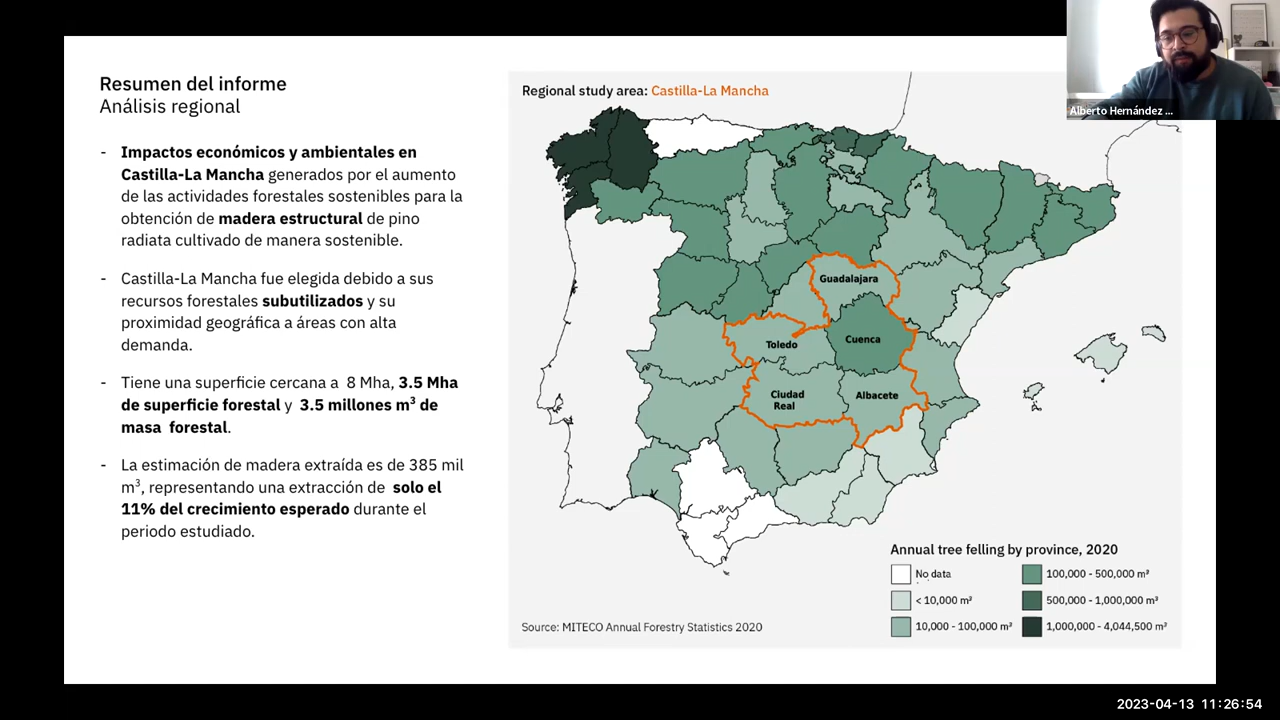 Resumen del informe
Análisis regional
- Impactos económicos y ambientales en
Castilla-La Mancha generados por el aumento
de las actividades forestales sostenibles para la
obtención de madera estructural de pino
radiata cultivado de manera sostenible.
- Castilla-La Mancha fue elegida debido a sus
recursos forestales subutilizados y su
proximidad geográfica a áreas con alta
demanda.
- Tiene una superficie cercana a 8 Mha, 3.5 Mha
de superficie forestal y 3.5 millones m³ de
masa forestal.
- La estimación de madera extraída es de 385 mil
m³, representando una extracción de solo el
11% del crecimiento esperado durante el
periodo estudiado.
Regional study area: Castilla-La Mancha
Guadalajara
Toledo
Cuenca
Ciudad
Real
Albacete
Annual tree felling by province, 2020
No data
< 10,000 m³
10,000 - 100,000 m³
100,000 - 500,000 m³
500,000 - 1,000,000 m³
1,000,000 - 4,044,500 m³
Source: MITECO Annual Forestry Statistics 2020
Alberto Hernández ...
2023-04-13 11:26:54